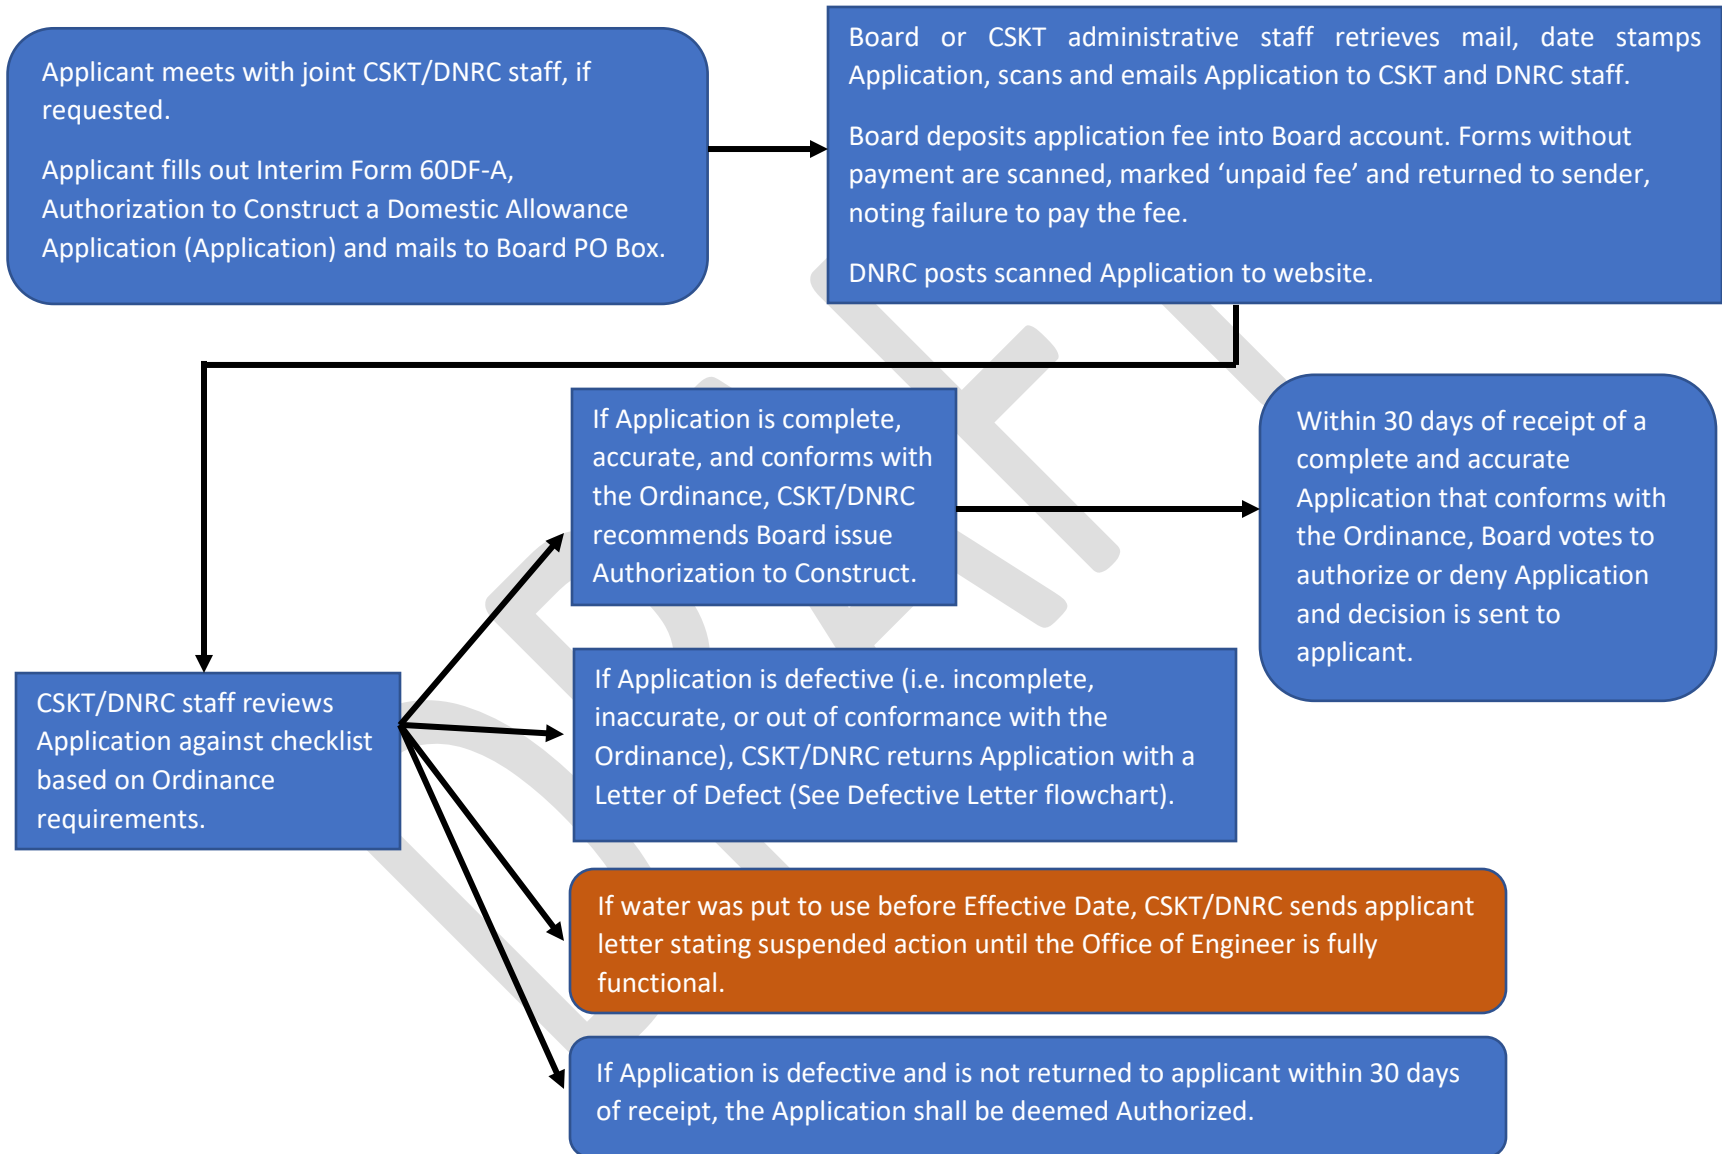 Applicant meets with joint CSKT/DNRC staff, if
requested.
Applicant fills out Interim Form 60DF-A,
Authorization to Construct a Domestic Allowance
Application (Application) and mails to Board PO Box.
Board or CSKT administrative staff retrieves mail, date stamps
Application, scans and emails Application to CSKT and DNRC staff.
Board deposits application fee into Board account. Forms without
payment are scanned, marked ‘unpaid fee’ and returned to sender,
noting failure to pay the fee.
DNRC posts scanned Application to website.
CSKT/DNRC staff reviews
Application against checklist
based on Ordinance
requirements.
If Application is complete,
accurate, and conforms with
the Ordinance, CSKT/DNRC
recommends Board issue
Authorization to Construct.
Within 30 days of receipt of a
complete and accurate
Application that conforms with
the Ordinance, Board votes to
authorize or deny Application
and decision is sent to
applicant.
If Application is defective (i.e. incomplete,
inaccurate, or out of conformance with the
Ordinance), CSKT/DNRC returns Application with a
Letter of Defect (See Defective Letter flowchart).
If water was put to use before Effective Date, CSKT/DNRC sends applicant
letter stating suspended action until the Office of Engineer is fully
functional.
If Application is defective and is not returned to applicant within 30 days
of receipt, the Application shall be deemed Authorized.
DRAFT